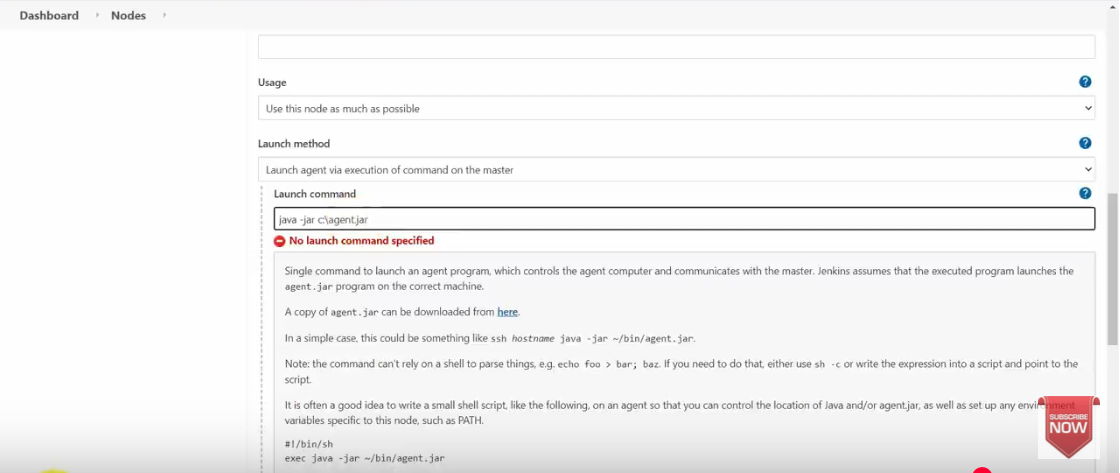 Dashboard
Nodes
Usage
Use this node as much as possible
Launch method
Launch agent via execution of command on the master
Launch command
java -jar c:\agent.jar
No launch command specified
Single command to launch an agent program, which controls the agent computer and communicates with the master. Jenkins assumes that the executed program launches the
agent.jar program on the correct machine.
A copy of agent.jar can be downloaded from here.
In a simple case, this could be something like ssh hostname java -jar ~/bin/agent.jar.
Note: the command can't rely on a shell to parse things, e.g. echo foo > bar; baz. If you need to do that, either use sh -c or write the expression into a script and point to the
script.
It is often a good idea to write a small shell script, like the following, on an agent so that you can control the location of Java and/or agent.jar, as well as set up any environment
variables specific to this node, such as PATH.
#!/bin/sh
exec java -jar ~/bin/agent.jar
SUBSCRIBE
NOW